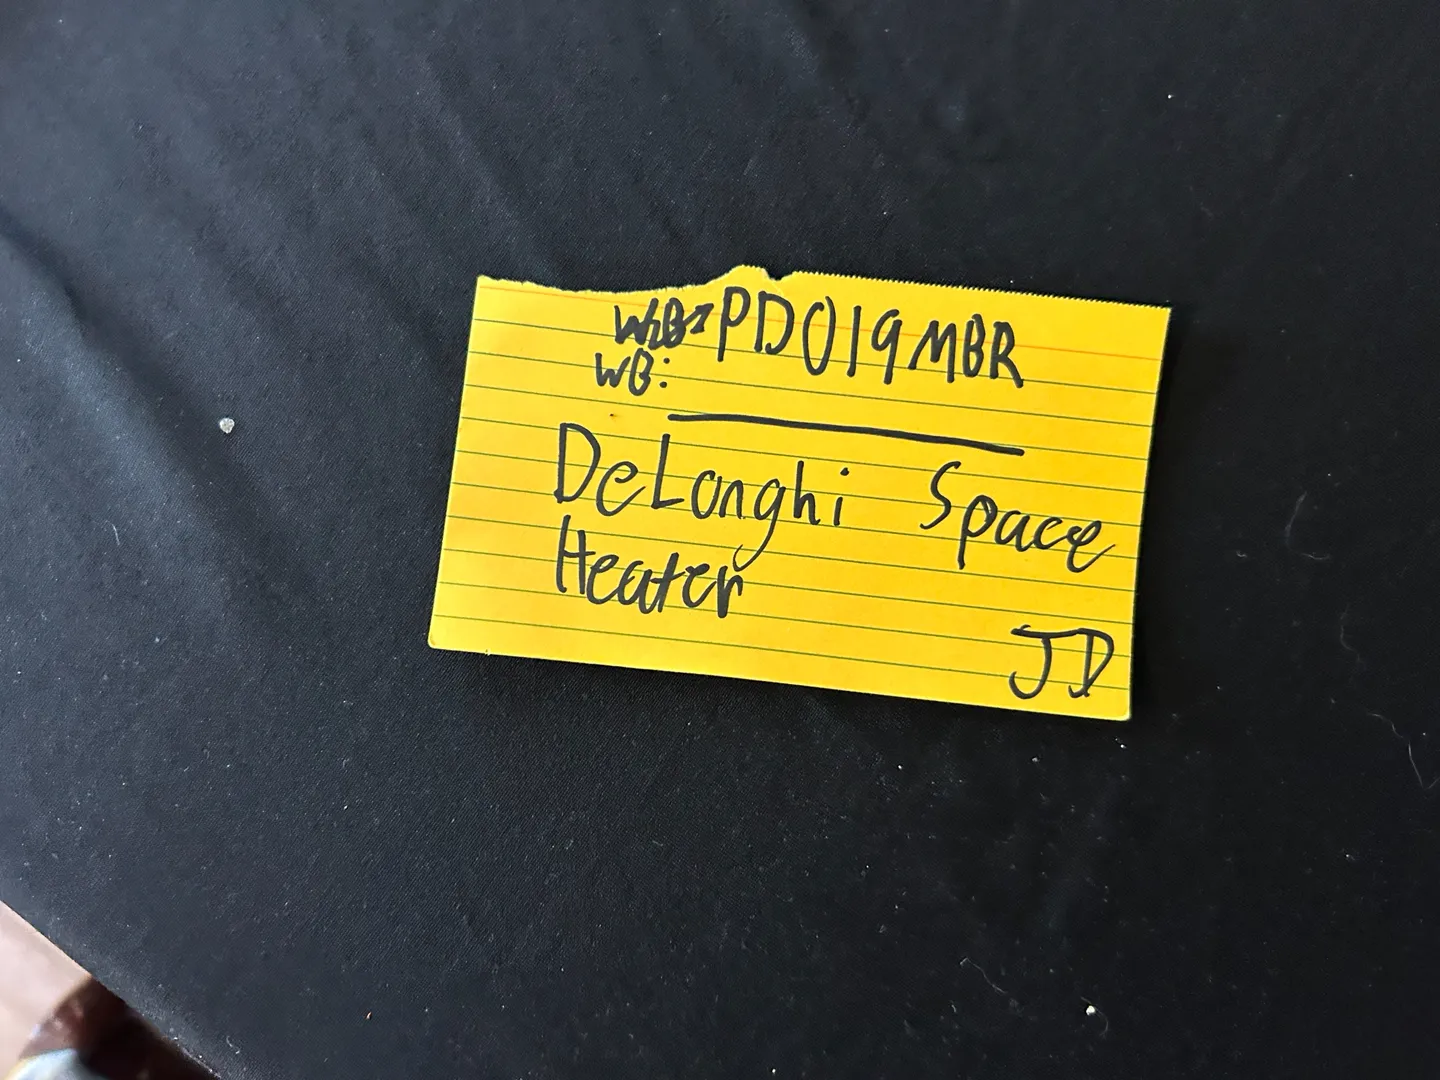 PD019MBR
WB:
DeLonghi Space
Heater
JD